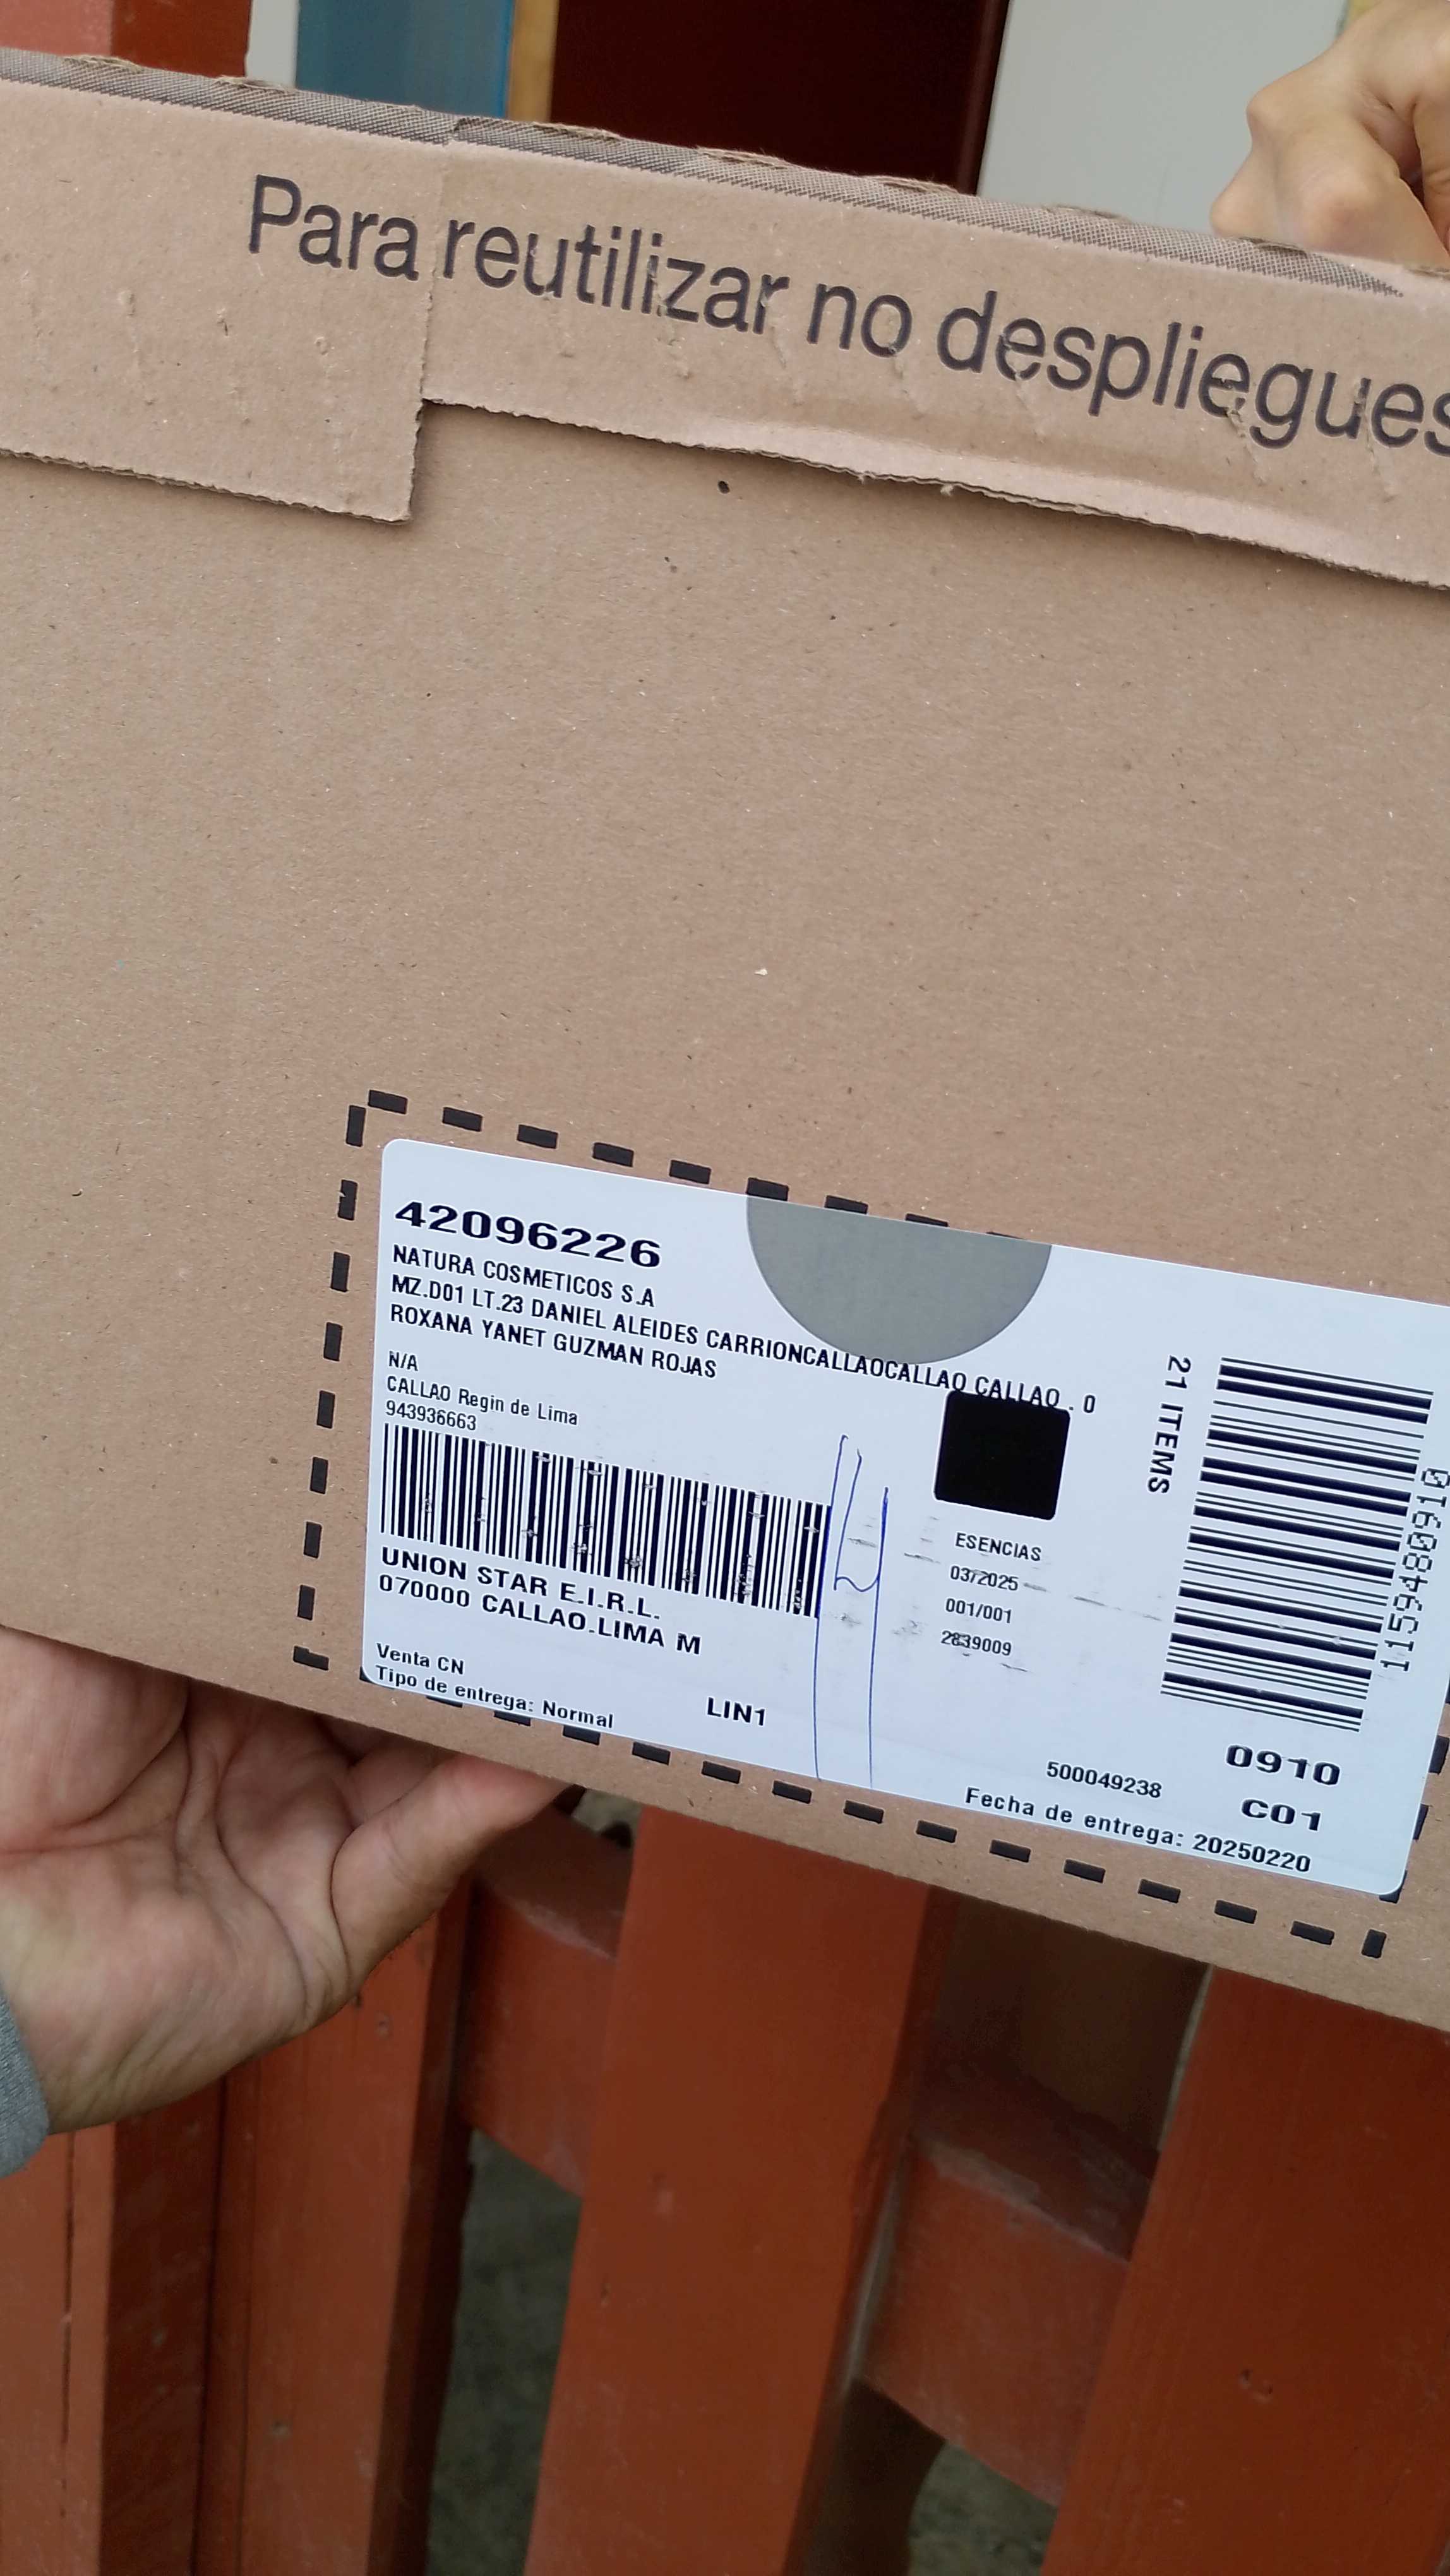 Para reutilizar no despliegues
42096226
NATURA COSMETICOS S.A
MZ.D01 LT.23 DANIEL ALEIDES CARRIONCALLAOCALLAO CALLAO . 0
ROXANA YANET GUZMAN ROJAS
N/A
CALLAO Regin de Lima
943936663
UNION STAR E.I.R.L.
070000 CALLAO.LIMA M
Venta CN
Tipo de entrega: Normal
LIN1
ESENCIAS
03/2025
001/001
2839009
21 ITEMS
0910
C01
500049238
Fecha de entrega: 20250220